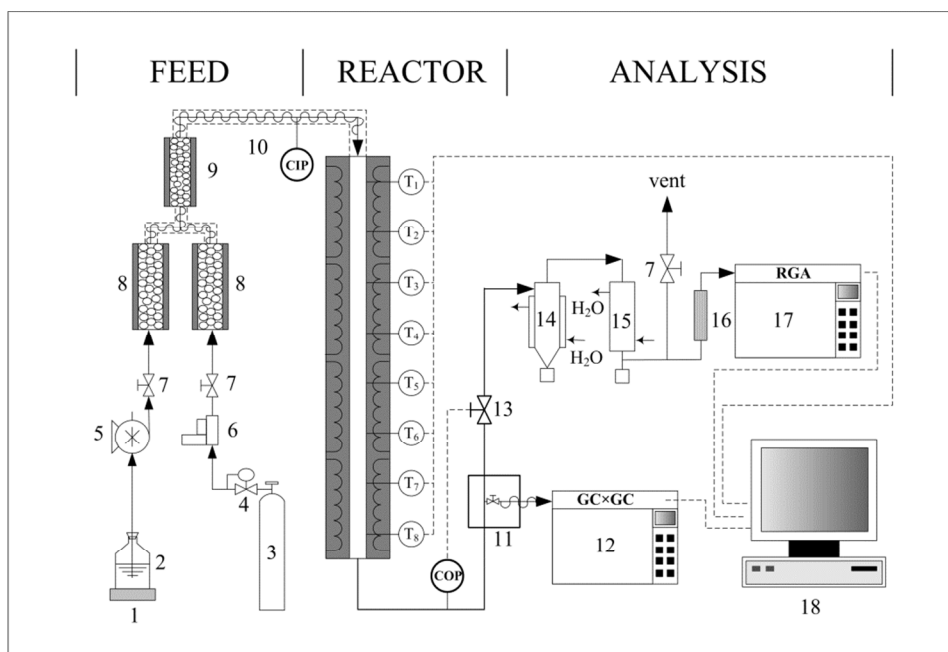 FEED
REACTOR
ANALYSIS
10
CIP
9
8
8
7
7
5
6
4
2
3
1
T1
T2
T3
T4
T5
T6
T7
T8
COP
vent
7
14
H2O
H2O
15
16
RGA
17
13
11
GC×GC
12
18